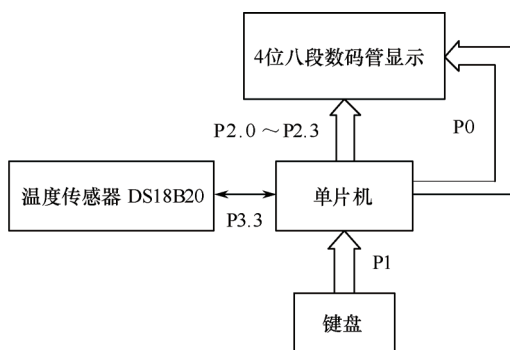 4位八段数码管显示
P2.0～P2.3
P0
温度传感器 DS18B20
P3.3
单片机
P1
键盘